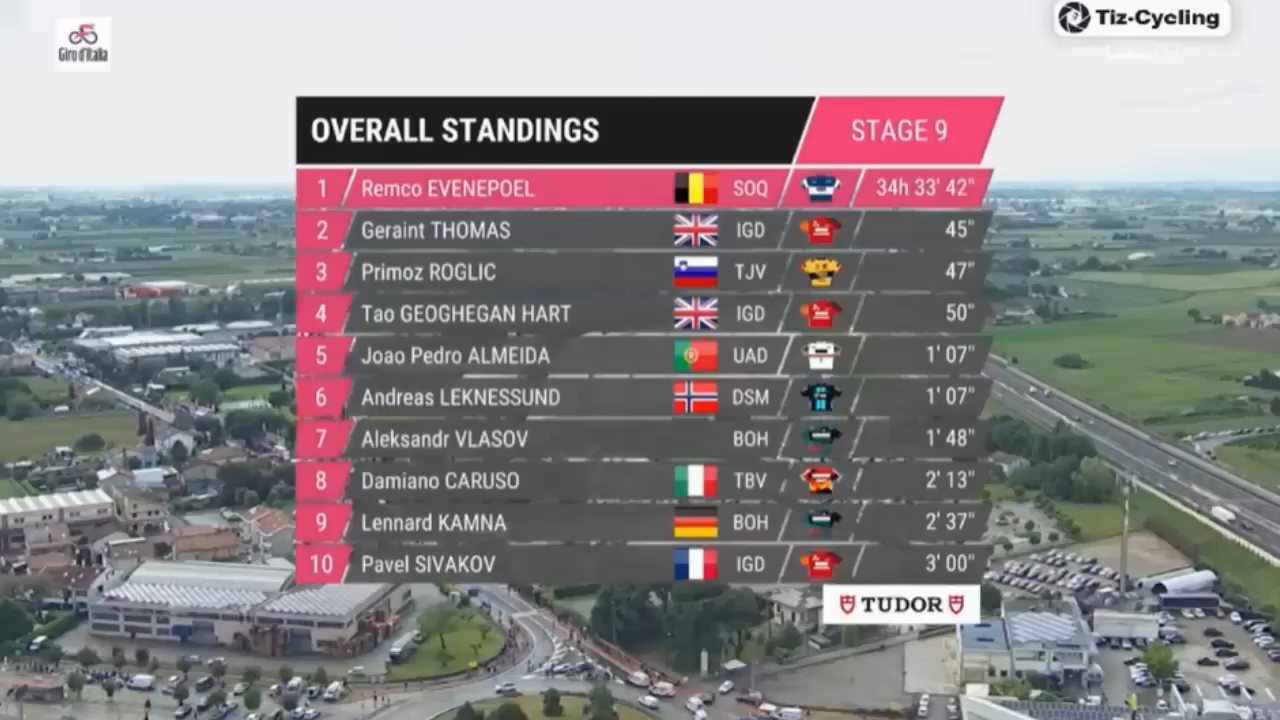 Giro d'Italia
Tiz-Cycling
OVERALL STANDINGS STAGE 9
1 Remco EVENEPOEL SOQ 34h 33' 42"
2 Geraint THOMAS IGD 45"
3 Primoz ROGLIC TJV 47"
4 Tao GEOGHEGAN HART IGD 50"
5 Joao Pedro ALMEIDA UAD 1' 07"
6 Andreas LEKNESSUND DSM 1' 07"
7 Aleksandr VLASOV BOH 1' 48"
8 Damiano CARUSO TBV 2' 13"
9 Lennard KAMNA BOH 2' 37"
10 Pavel SIVAKOV IGD 3' 00"
TUDOR